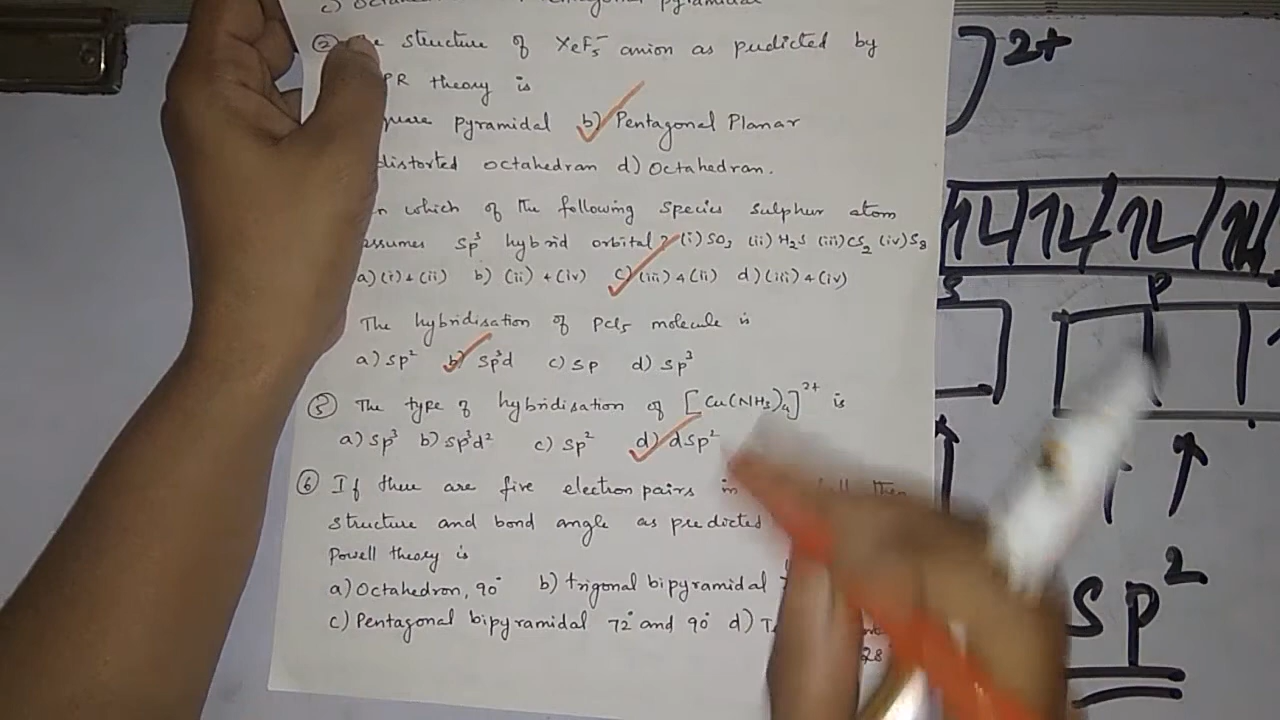 ② structure of XeF5⁻ anion as predicted by
PR theory is
pyramidal b) Pentagonal Planar
distorted octahedran d) Octahedran.
which of the following species sulphur atom
assumes sp³ hybrid orbital? (i) SO3 (ii) H2S (iii) CS2 (iv) S8
a) (i) & (ii) b) (ii) & (iv) c) (iii) & (ii) d) (iii) & (iv)
The hybridisation of PCl5 molecule is
a) sp² b) sp³d c) sp d) sp³
⑤ The type of hybridisation of [Cu(NH3)4]²⁺ is
a) sp³ b) sp³d² c) sp² d) dsp²
⑥ If there are five electron pairs in
structure and bond angle as predicted
Powell theory is
a) Octahedron, 90° b) trigonal bipyramidal
c) Pentagonal bipyramidal 72° and 90° d)
28
]²⁺
S P
sp²